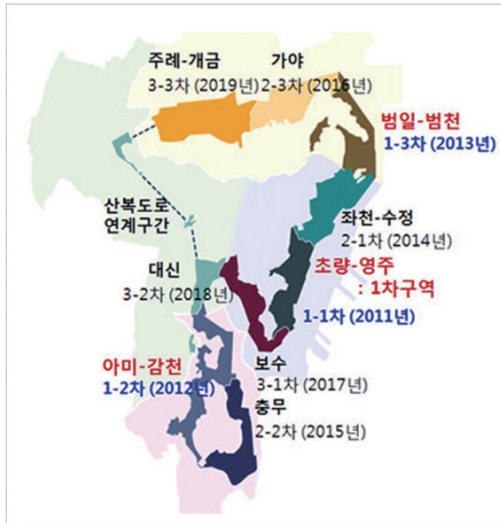 주례-개금
3-3차 (2019년)
가야
2-3차 (2016년)
범일-범천
1-3차 (2013년)
산복도로
연계구간
좌천-수정
2-1차 (2014년)
대신
3-2차 (2018년)
초량-영주
: 1차구역
1-1차 (2011년)
아미-감천
1-2차 (2012년)
보수
3-1차 (2017년)
충무
2-2차 (2015년)